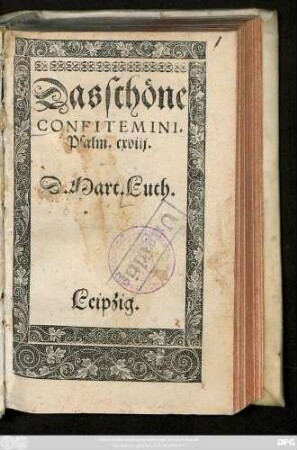 Das schöne
CONFITEMINI.
Psalm. cxviij.
D. Mart. Luth.
Leipzig.